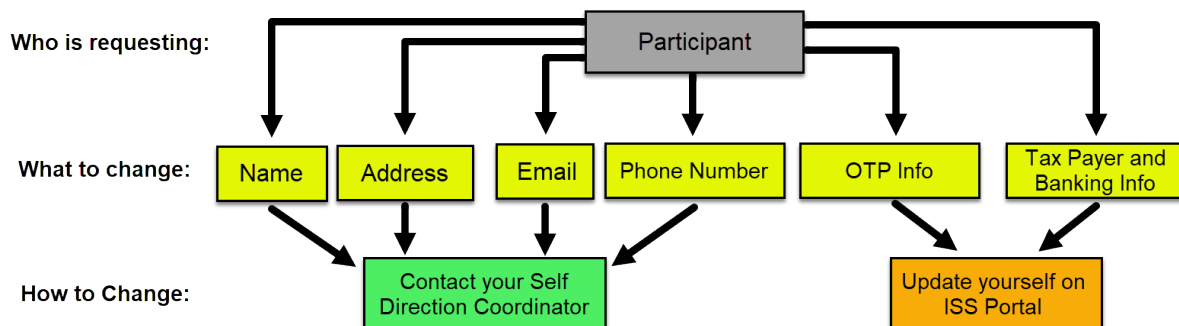 Who is requesting:
Participant
What to change:
Name
Address
Email
Phone Number
OTP Info
Tax Payer and
Banking Info
How to Change:
Contact your Self
Direction Coordinator
Update yourself on
ISS Portal